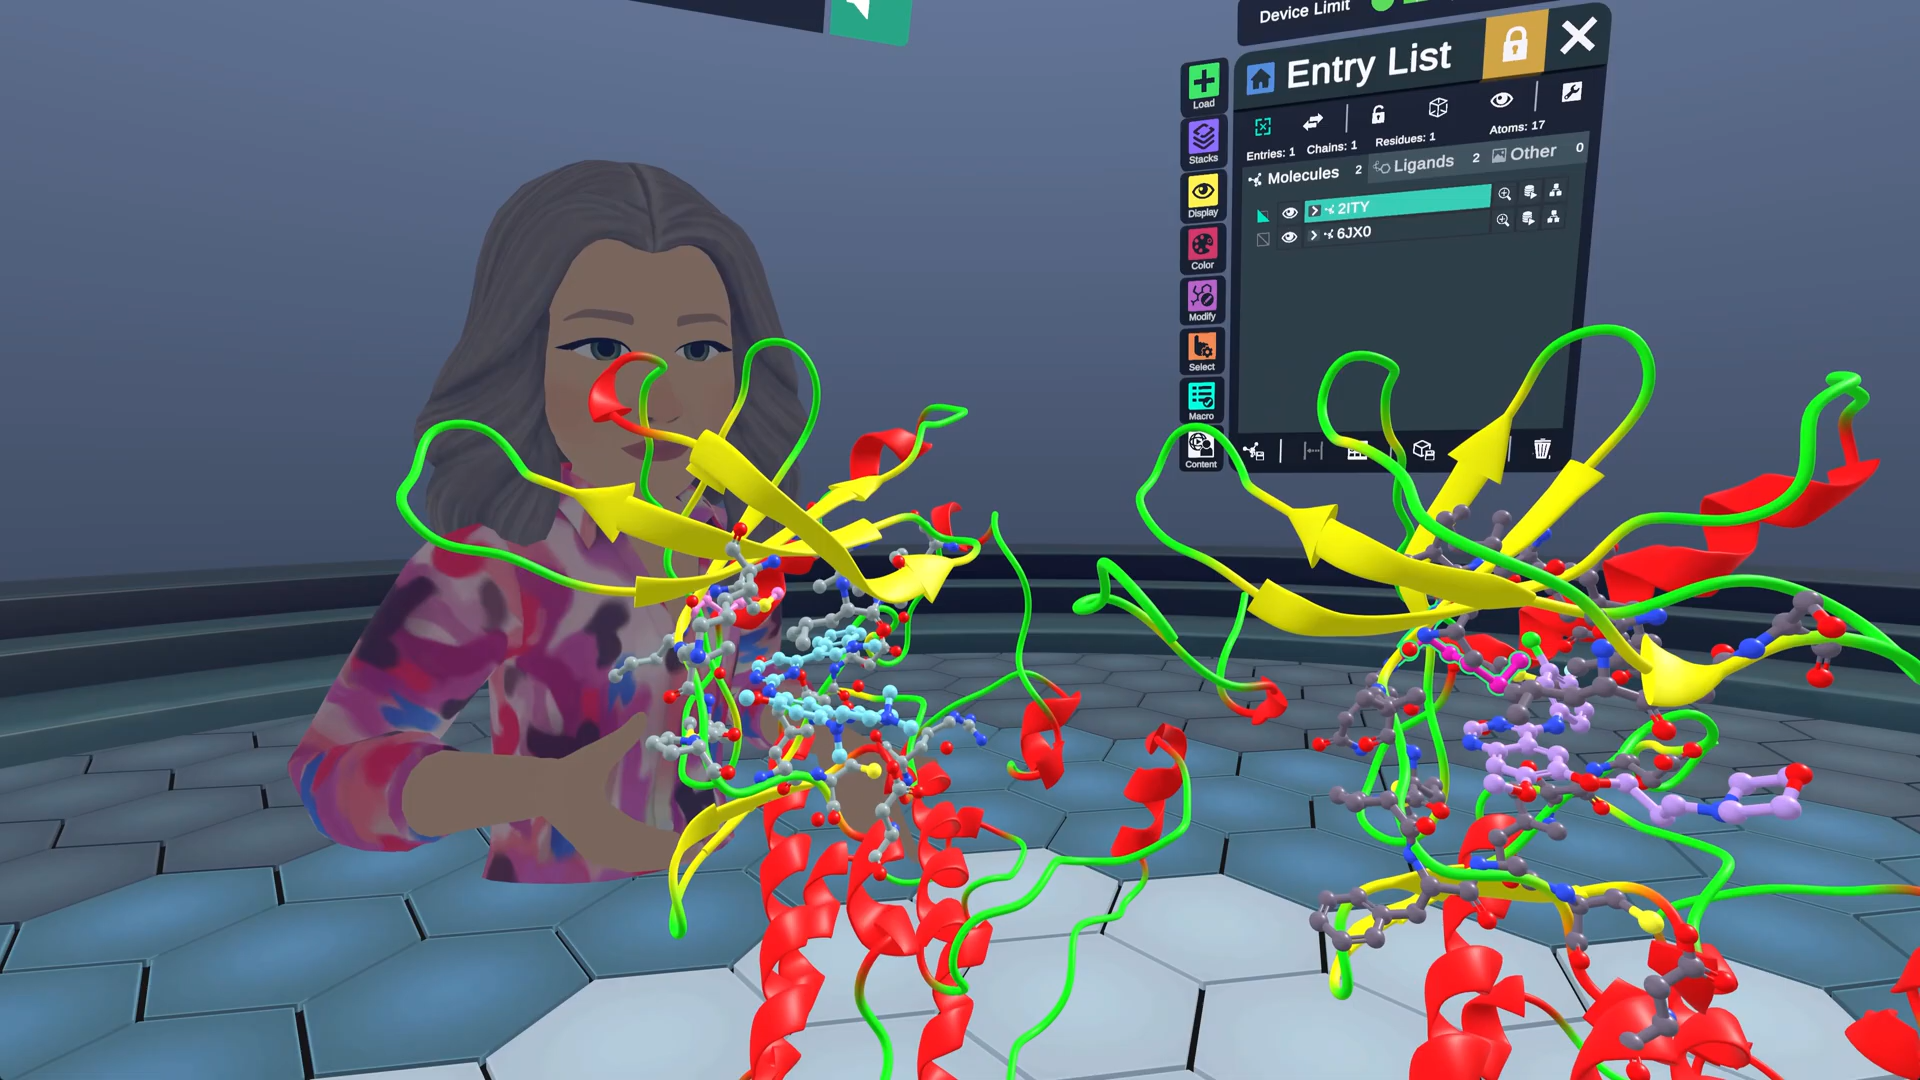 Device Limit
Entry List
Load
Stacks
Display
Color
Modify
Select
Macro
Content
Entries: 1 Chains: 1 Residues: 1 Atoms: 17
Molecules 2 Ligands 2 Other 0
2ITY
6JX0